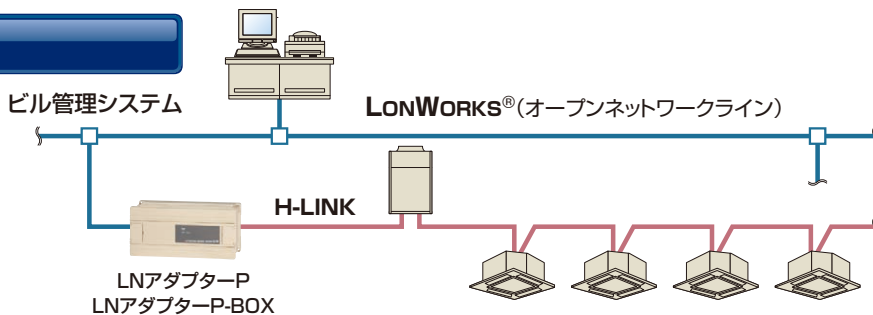 ビル管理システム
LONWORKS®(オープンネットワークライン)
H-LINK
LNアダプターP
LNアダプターP-BOX